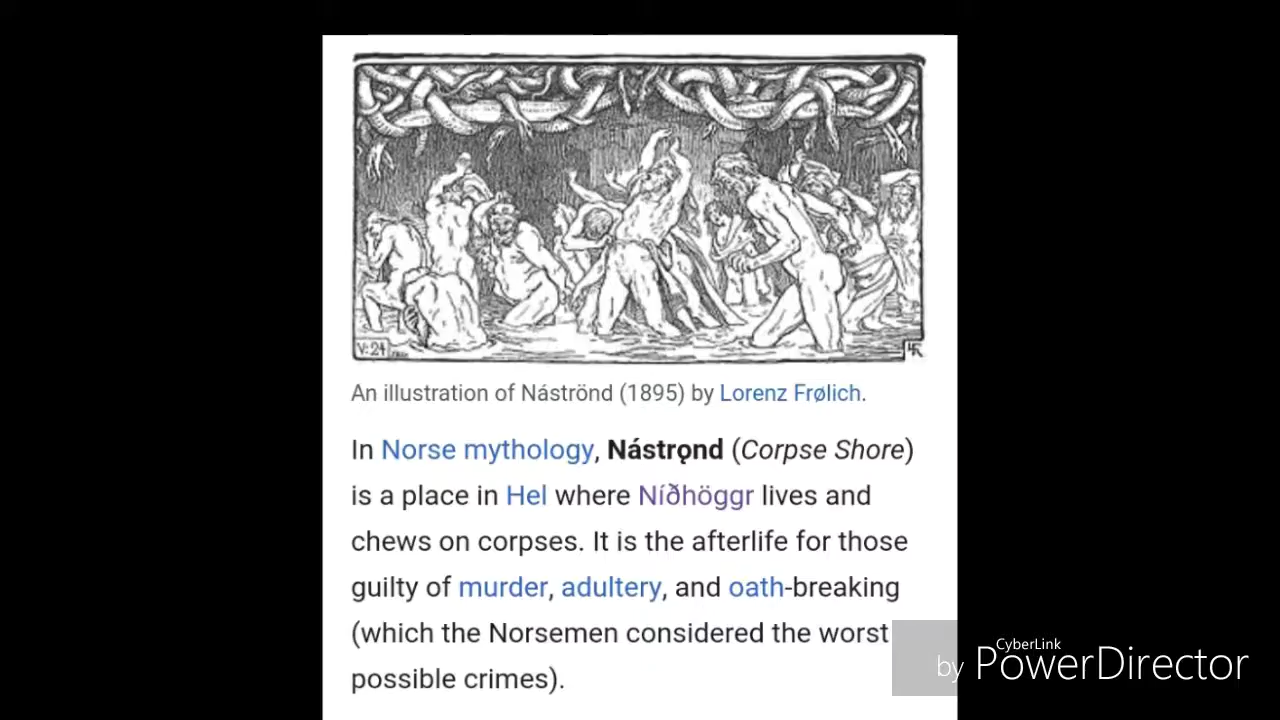 V:24
An illustration of Náströnd (1895) by Lorenz Frølich.
In Norse mythology, Nástrǫnd (Corpse Shore)
is a place in Hel where Níðhöggr lives and
chews on corpses. It is the afterlife for those
guilty of murder, adultery, and oath-breaking
(which the Norsemen considered the worst
possible crimes).
CyberLink
by PowerDirector